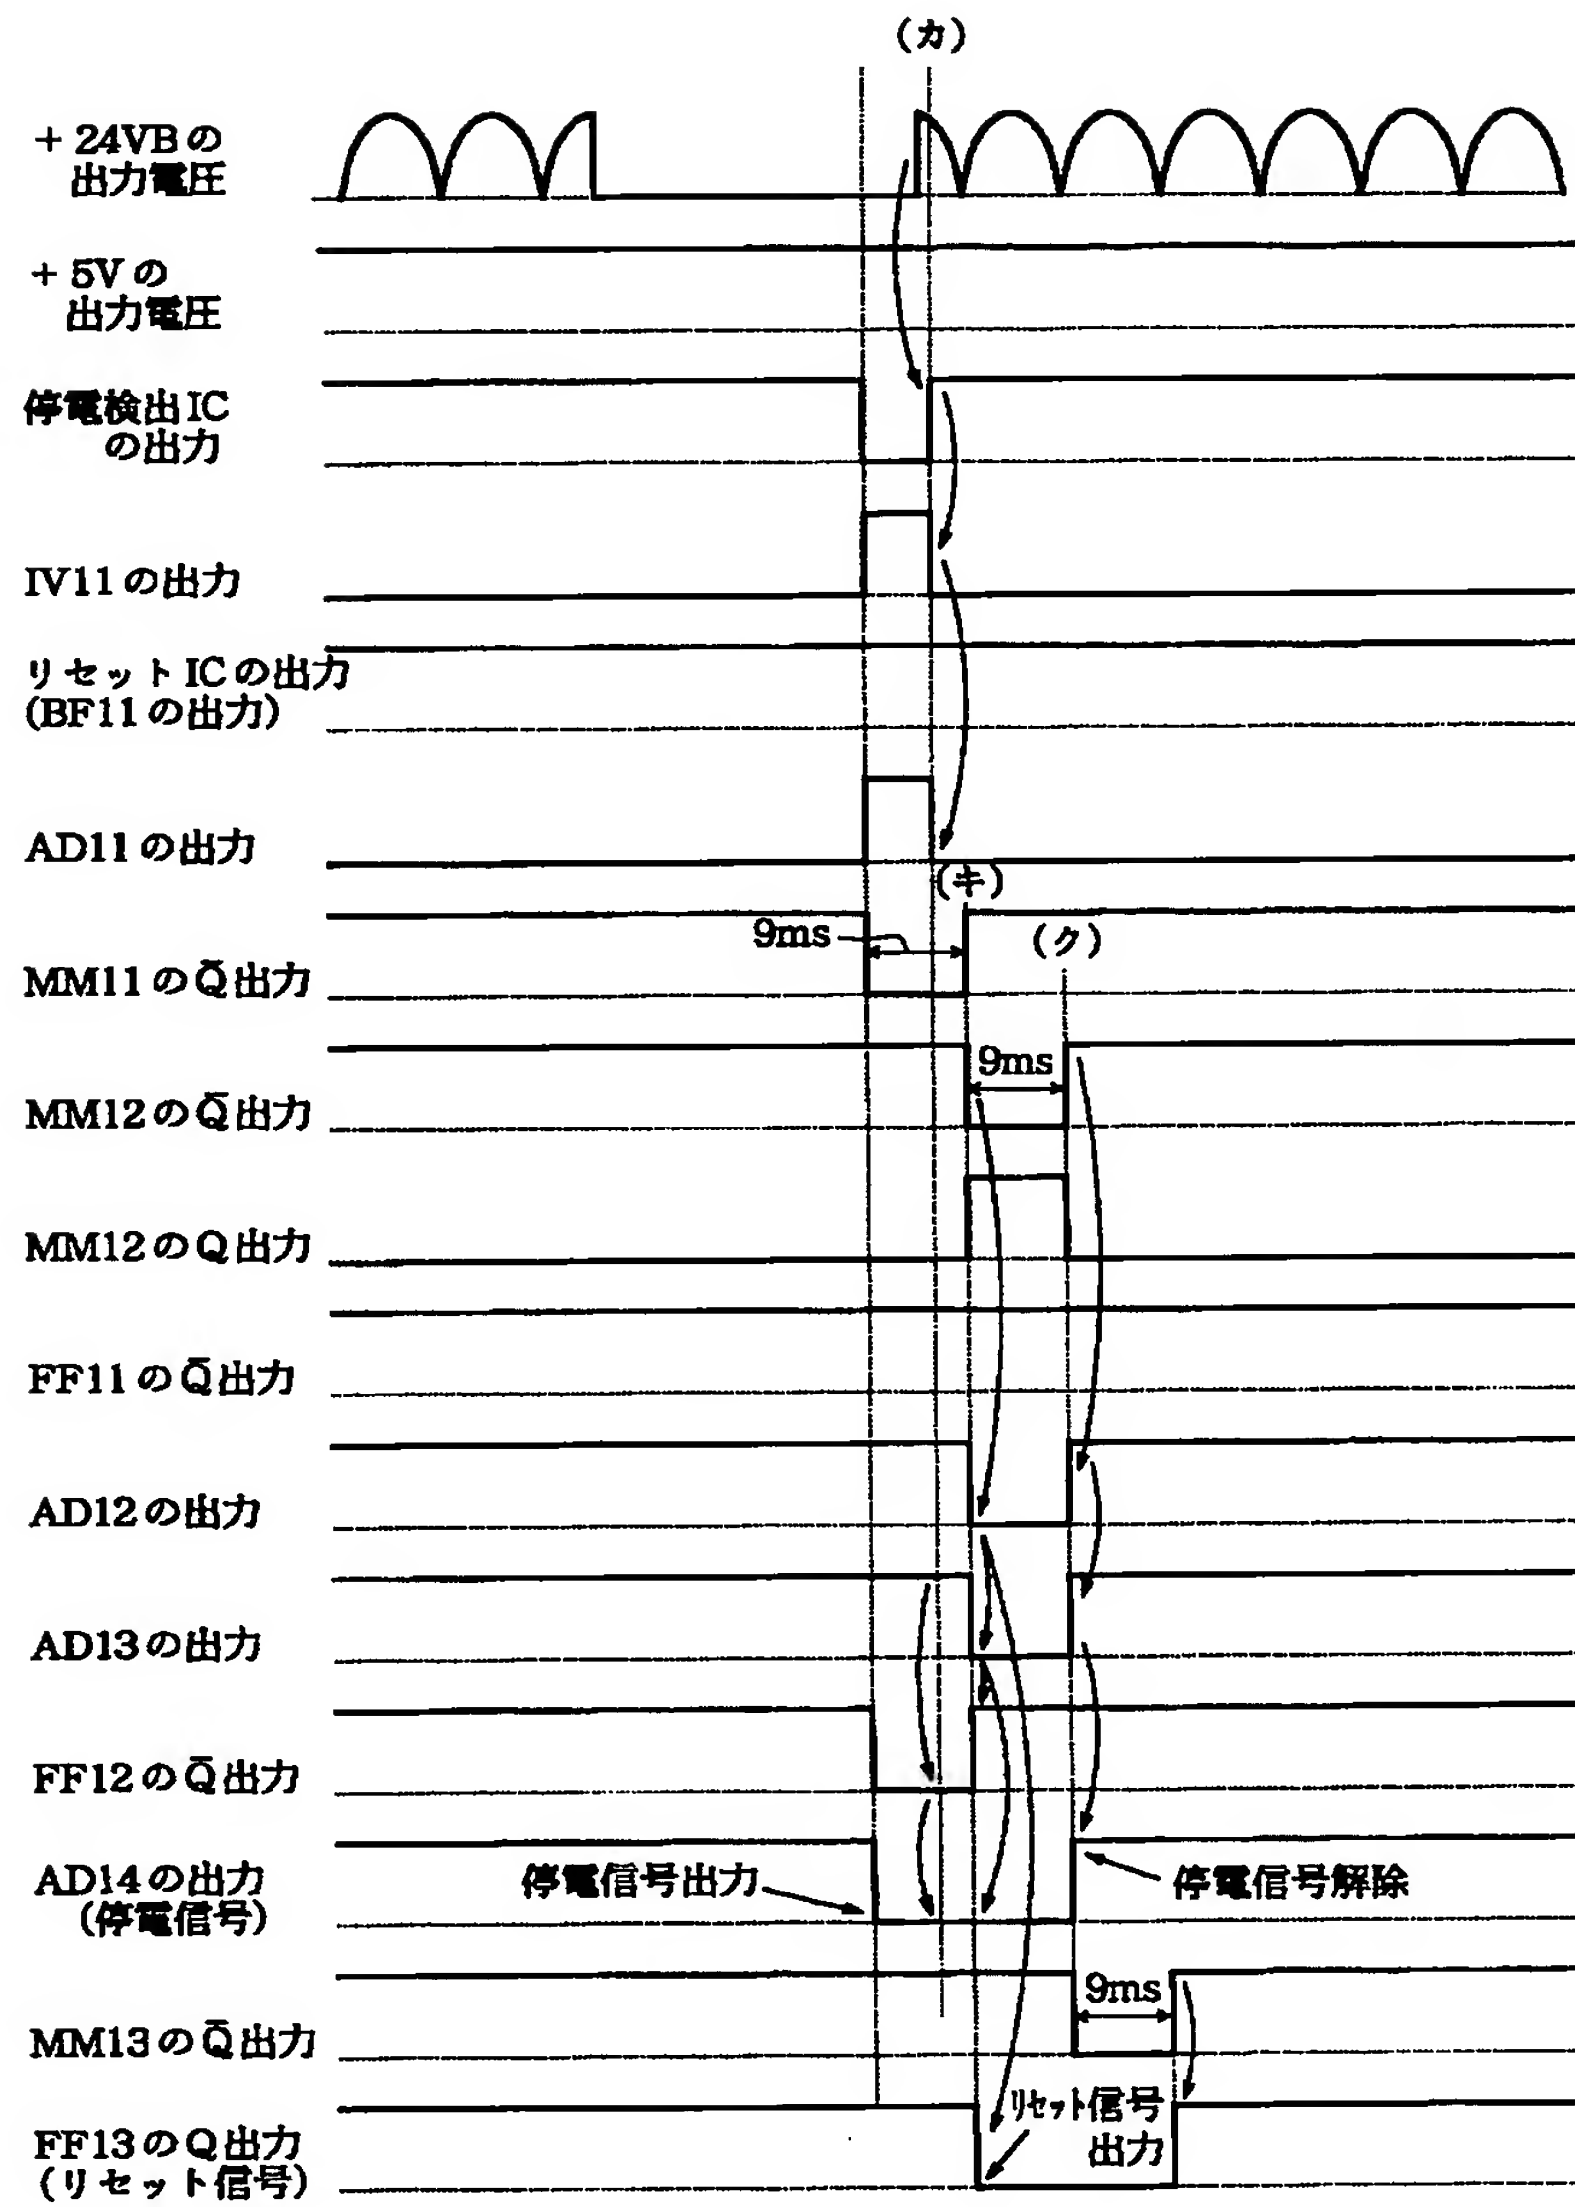 (カ)
+ 24VBの
出力電圧
+ 5Vの
出力電圧
停電検出IC
の出力
IV11の出力
リセットICの出力
(BF11の出力)
AD11の出力
(キ)
9ms
(ク)
MM11のQ̄出力
9ms
MM12のQ̄出力
MM12のQ出力
FF11のQ̄出力
AD12の出力
AD13の出力
FF12のQ̄出力
AD14の出力
(停電信号)
停電信号出力
停電信号解除
9ms
MM13のQ̄出力
リセット信号
出力
FF13のQ出力
(リセット信号)